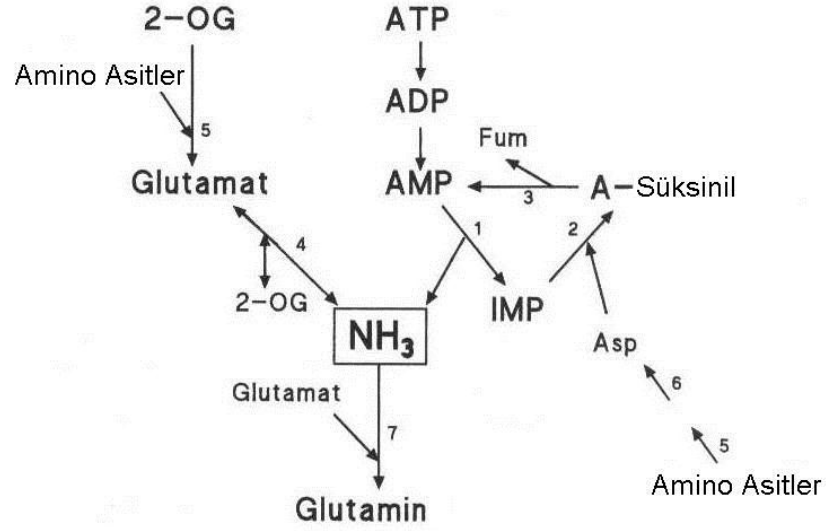 2-OG
ATP
Amino Asitler
ADP
5
Fum
Glutamat
AMP
3
A-Süksinil
4
1
2
2-OG
IMP
NH₃
Asp
Glutamat
6
7
5
Glutamin
Amino Asitler